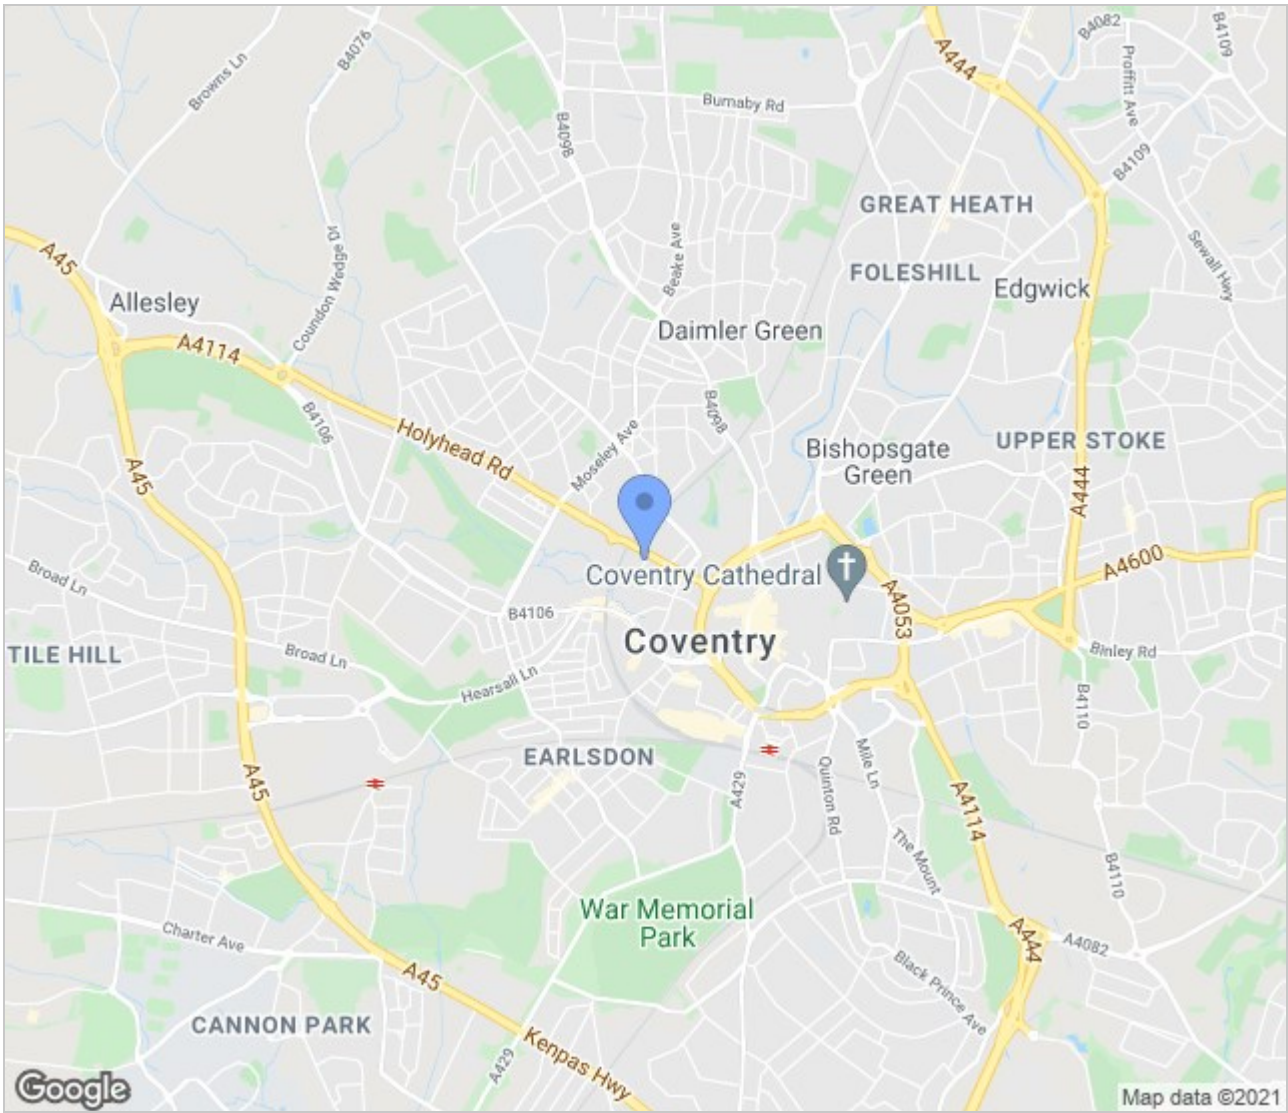 B4082
B4109
A444
B4076
Browns Ln
Proffitt Ave
Burnaby Rd
B4098
B4109
GREAT HEATH
A45
Coundon Wedge Dr
Beake Ave
Sewall Hwy
FOLESHILL
Edgwick
Allesley
Daimler Green
A4114
B4106
B4098
Holyhead Rd
Moseley Ave
Bishopsgate
Green
UPPER STOKE
A45
A444
A4600
Broad Ln
Coventry Cathedral
A4053
B4106
Coventry
TILE HILL
Broad Ln
Binley Rd
Hearsall Ln
B4110
EARLSDON
Mile Ln
A45
A429
Quinton Rd
A4114
The Mount
B4110
War Memorial
Park
Charter Ave
A444
A4082
A45
Black Prince Ave
CANNON PARK
Kenpas Hwy
A429
Google
Map data ©2021